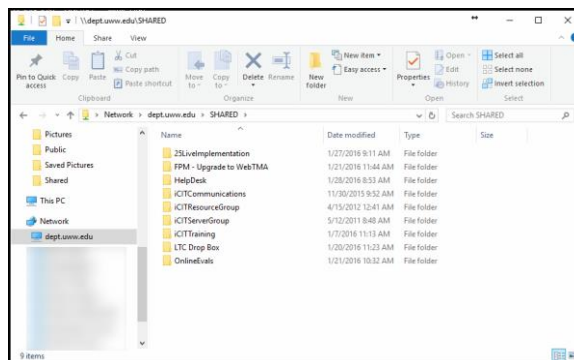 \\dept.uww.edu\SHARED
File Home Share View
Pin to Quick access
Copy
Paste
Cut
Copy path
Paste shortcut
Clipboard
Move to
Copy to
Delete
Rename
Organize
New folder
New item
Easy access
New
Properties
Open
Edit
History
Open
Select all
Select none
Invert selection
Select
Network > dept.uww.edu > SHARED >
Search SHARED
Pictures
Public
Saved Pictures
Shared
This PC
Network
dept.uww.edu
Name Date modified Type Size
25LiveImplementation 1/27/2016 9:11 AM File folder
FPM - Upgrade to WebTMA 1/21/2016 11:44 AM File folder
HelpDesk 1/28/2016 8:53 AM File folder
iCITCommunications 11/30/2015 9:52 AM File folder
iCITResourceGroup 4/15/2012 12:41 AM File folder
iCITServerGroup 5/12/2011 8:48 AM File folder
iCITTraining 1/7/2016 11:13 AM File folder
LTC Drop Box 1/20/2016 11:23 AM File folder
OnlineEvals 1/21/2016 10:32 AM File folder
9 items